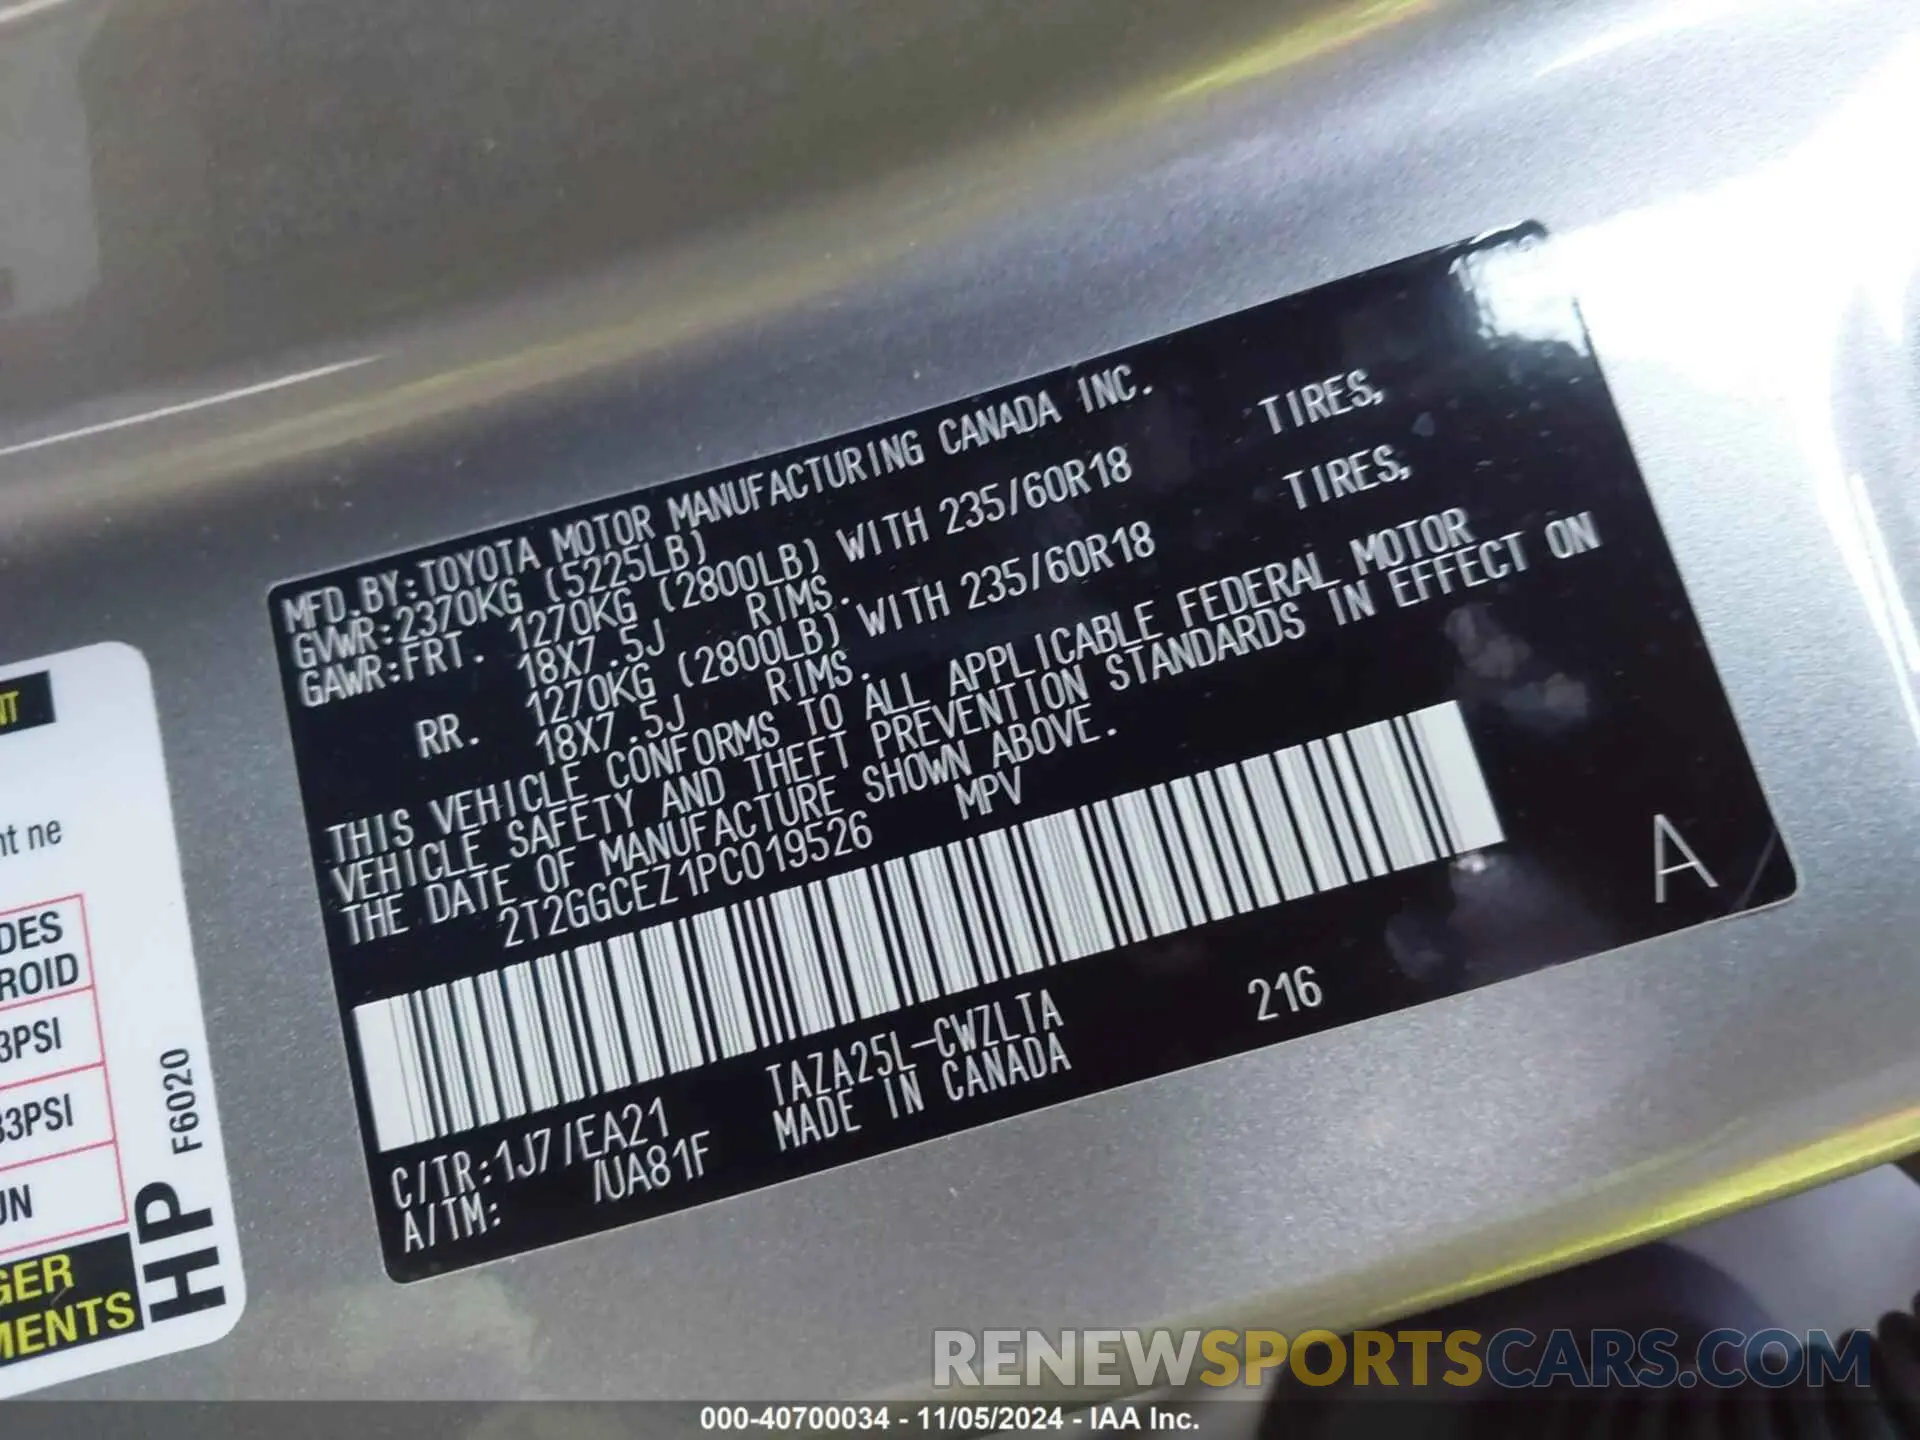 MFD.BY:TOYOTA MOTOR MANUFACTURING CANADA INC.
GVWR:2370KG (5225LB)
GAWR:FRT. 1270KG (2800LB) WITH 235/60R18 TIRES,
18X7.5J RIMS.
RR. 1270KG (2800LB) WITH 235/60R18 TIRES,
18X7.5J RIMS.
THIS VEHICLE CONFORMS TO ALL APPLICABLE FEDERAL MOTOR
VEHICLE SAFETY AND THEFT PREVENTION STANDARDS IN EFFECT ON
THE DATE OF MANUFACTURE SHOWN ABOVE.
2T2GGCEZ1PC019526 MPV
A
C/TR:1J7/EA21 TAZA25L-CWZLTA 216
A/TM: /UA81F MADE IN CANADA
NT
nt ne
DES
ROID
3PSI
33PSI
UN
GER
MENTS
HP F6020
RENEWSPORTSCARS.COM
000-40700034 - 11/05/2024 - IAA Inc.